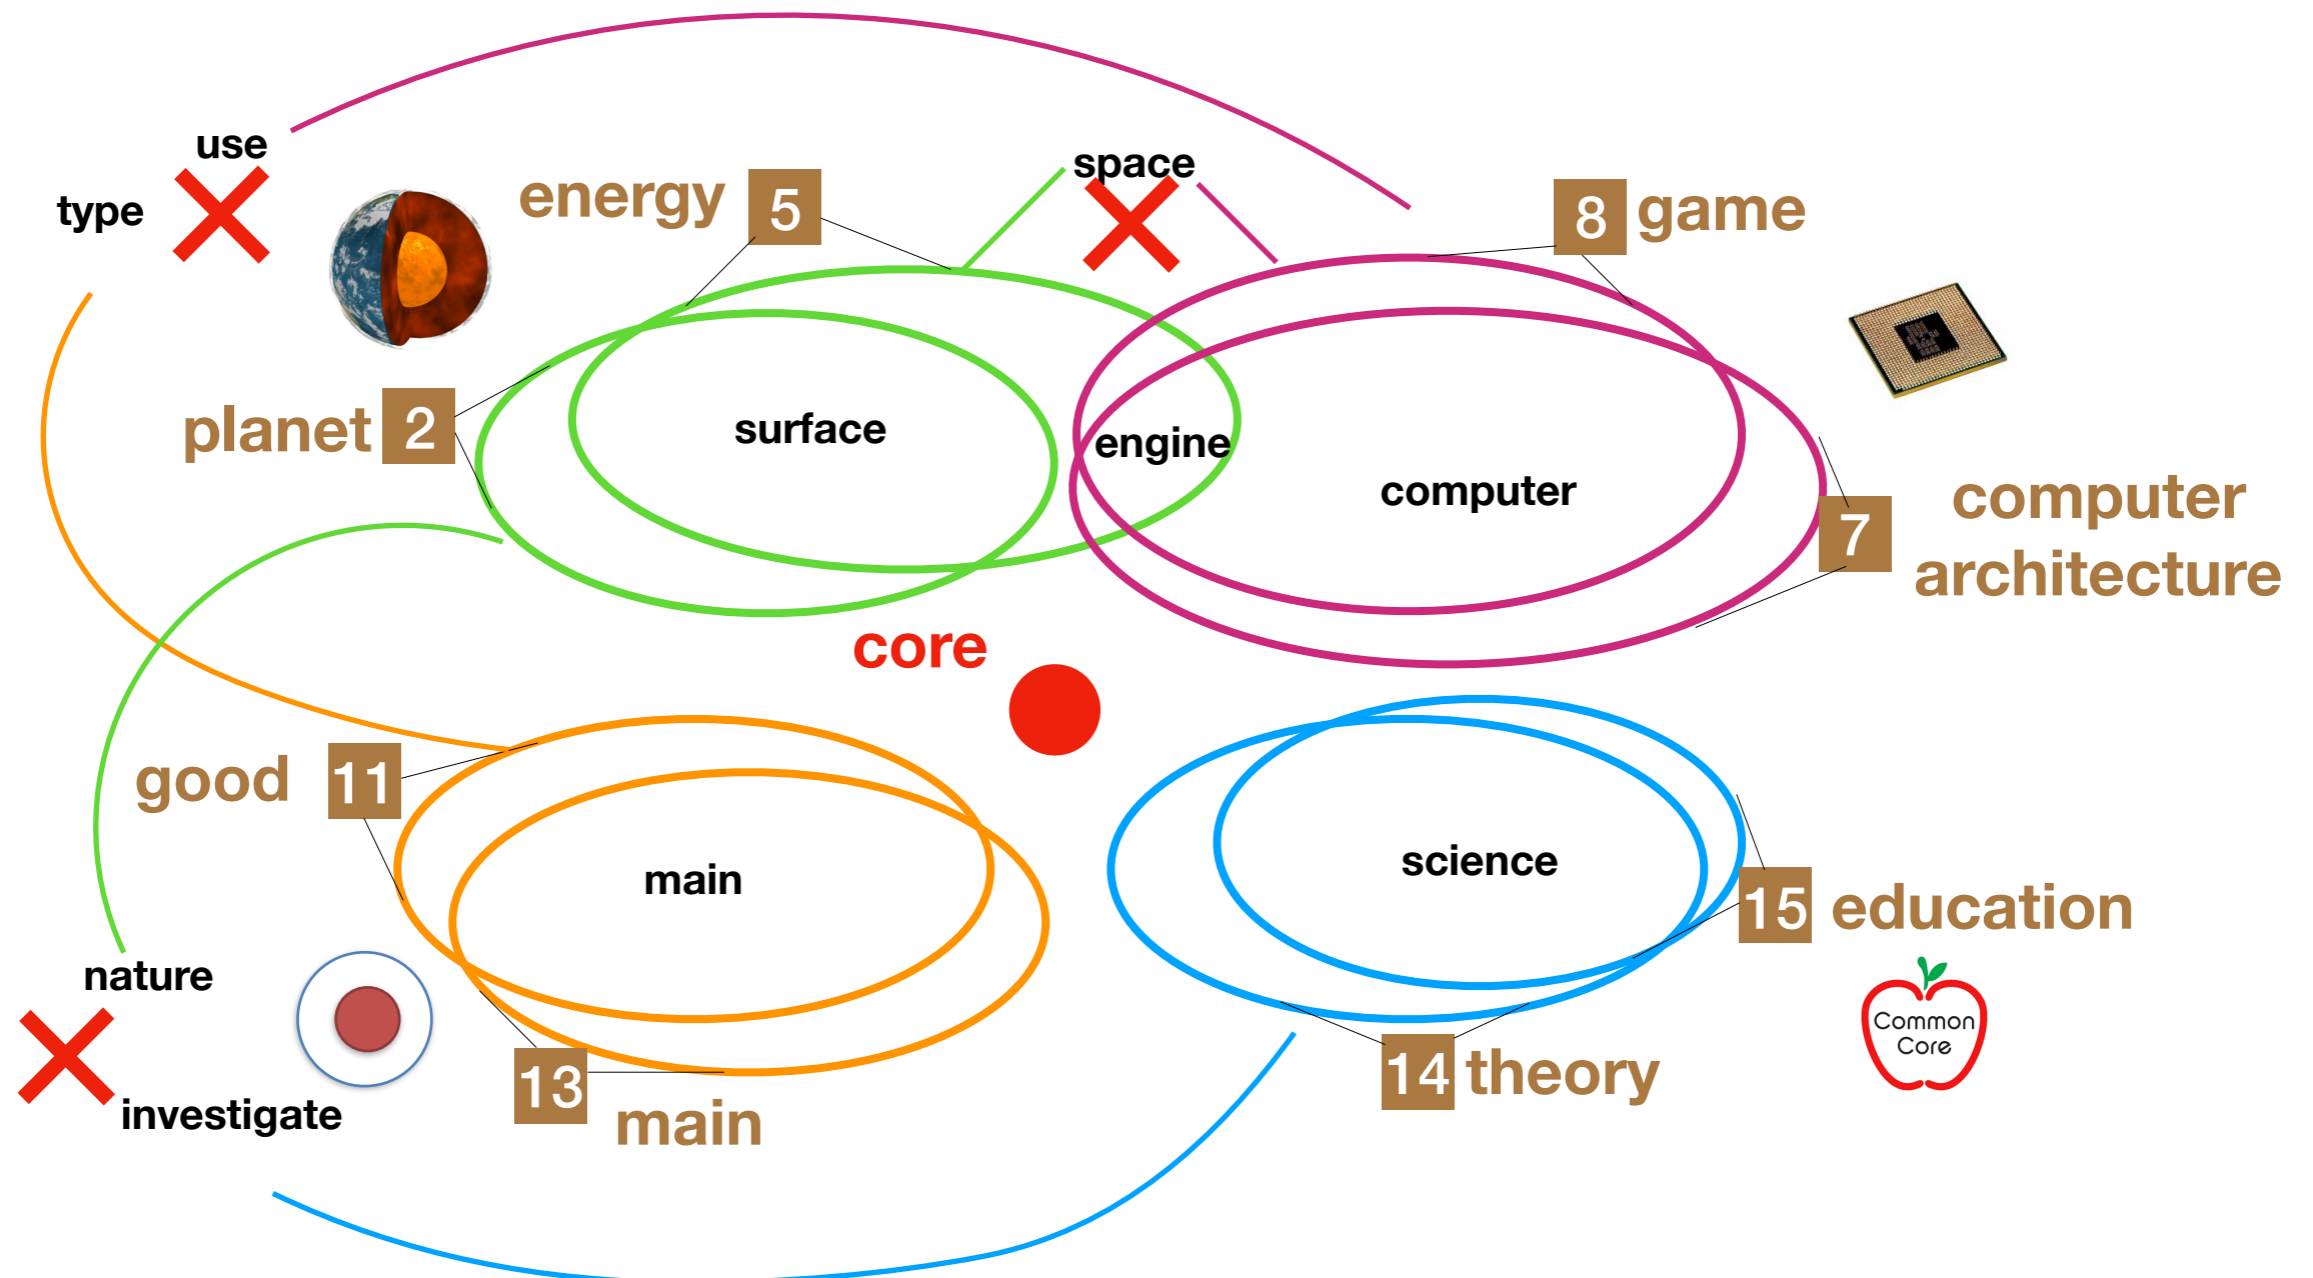 use
type
space
energy 5
8 game
planet 2
surface
engine
computer
7
computer
architecture
core
good 11
main
science
15 education
nature
investigate
13
main
14 theory
Common
Core